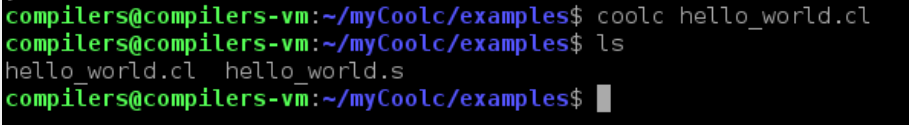 compilers@compilers-vm:~/myCoolc/examples$ coolc hello_world.cl
compilers@compilers-vm:~/myCoolc/examples$ ls
hello_world.cl  hello_world.s
compilers@compilers-vm:~/myCoolc/examples$